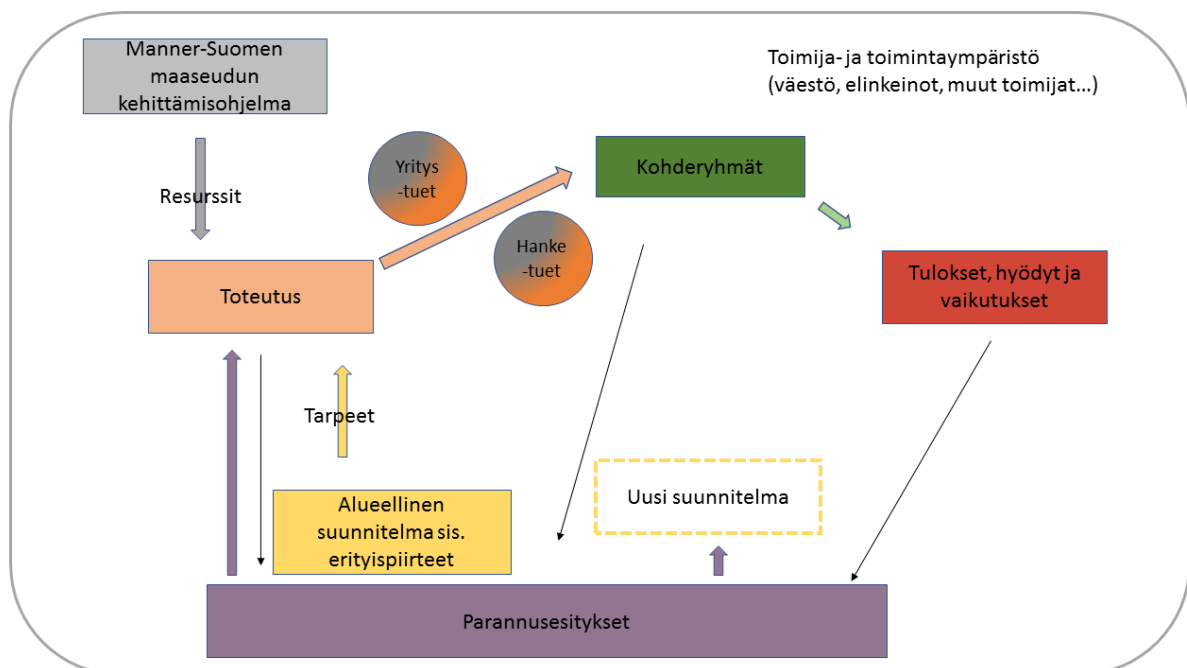 Manner-Suomen
maaseudun
kehittämisohjelma
Toimija- ja toimintaympäristö
(väestö, elinkeinot, muut toimijat...)
Resurssit
Yritys
-tuet
Hanke
-tuet
Kohderyhmät
Toteutus
Tulokset, hyödyt ja
vaikutukset
Tarpeet
Alueellinen
suunnitelma sis.
erityispiirteet
Uusi suunnitelma
Parannusesitykset